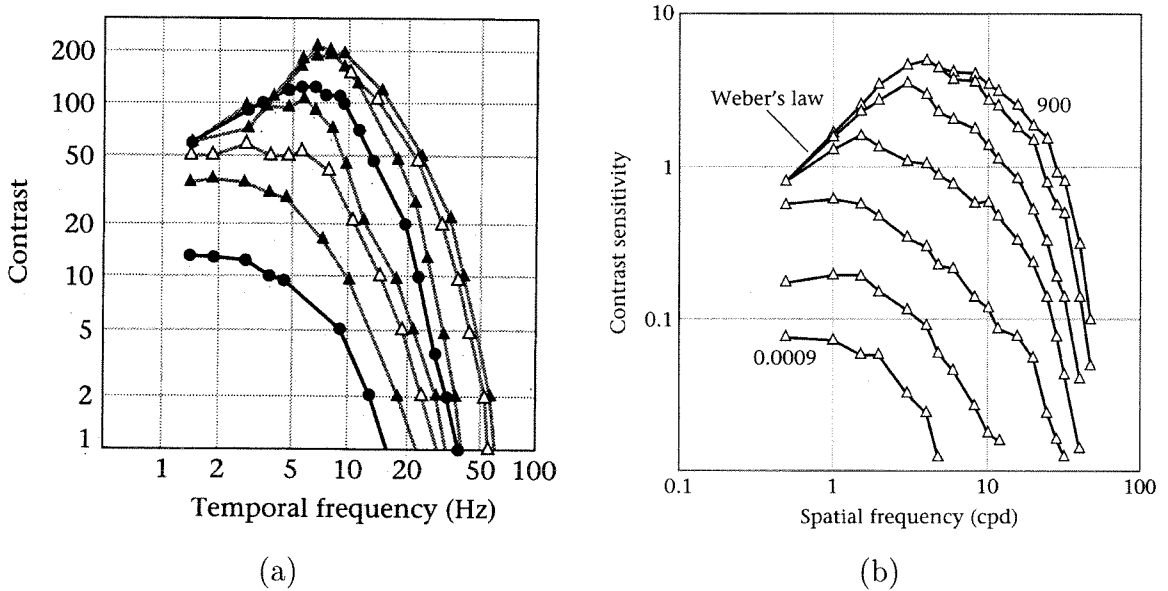 Contrast
200
100
50
20
10
5
2
1
1 2 5 10 20 50 100
Temporal frequency (Hz)
(a)
Contrast sensitivity
10
1
0.1
Weber's law
900
0.0009
0.1 1 10 100
Spatial frequency (cpd)
(b)